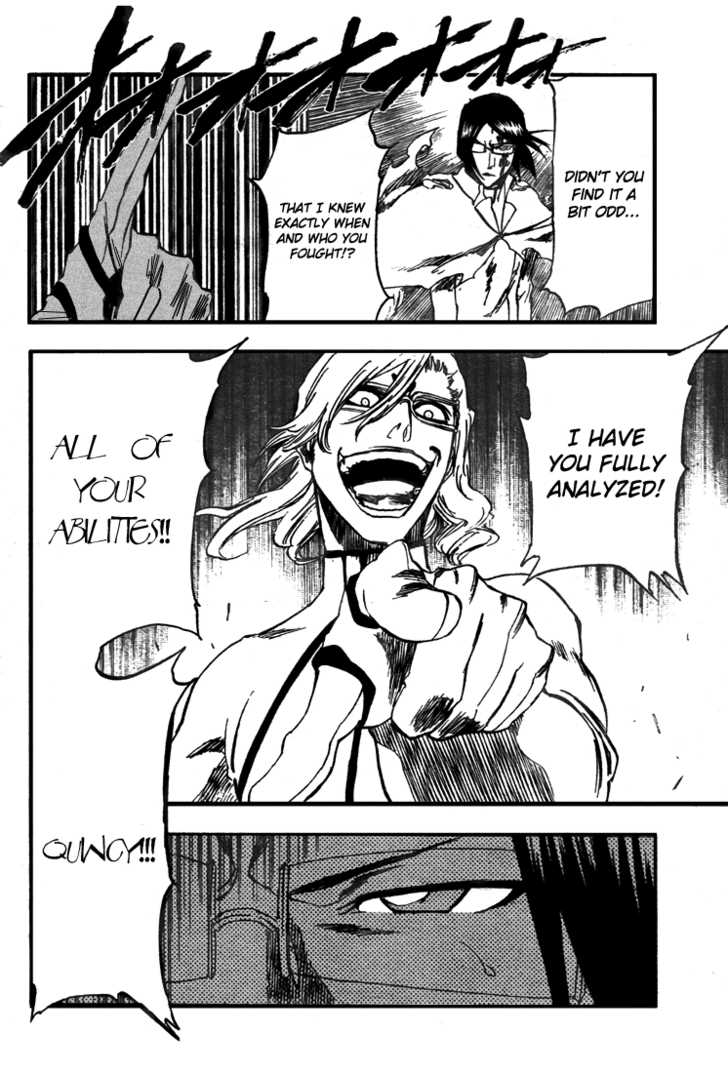 オオオオオオオ
DIDN'T YOU
FIND IT A
BIT ODD...
THAT I KNEW
EXACTLY WHEN
AND WHO YOU
FOUGHT!?
I HAVE
YOU FULLY
ANALYZED!
ALL OF
YOUR
ABILITIES!!
QUINCY!!!